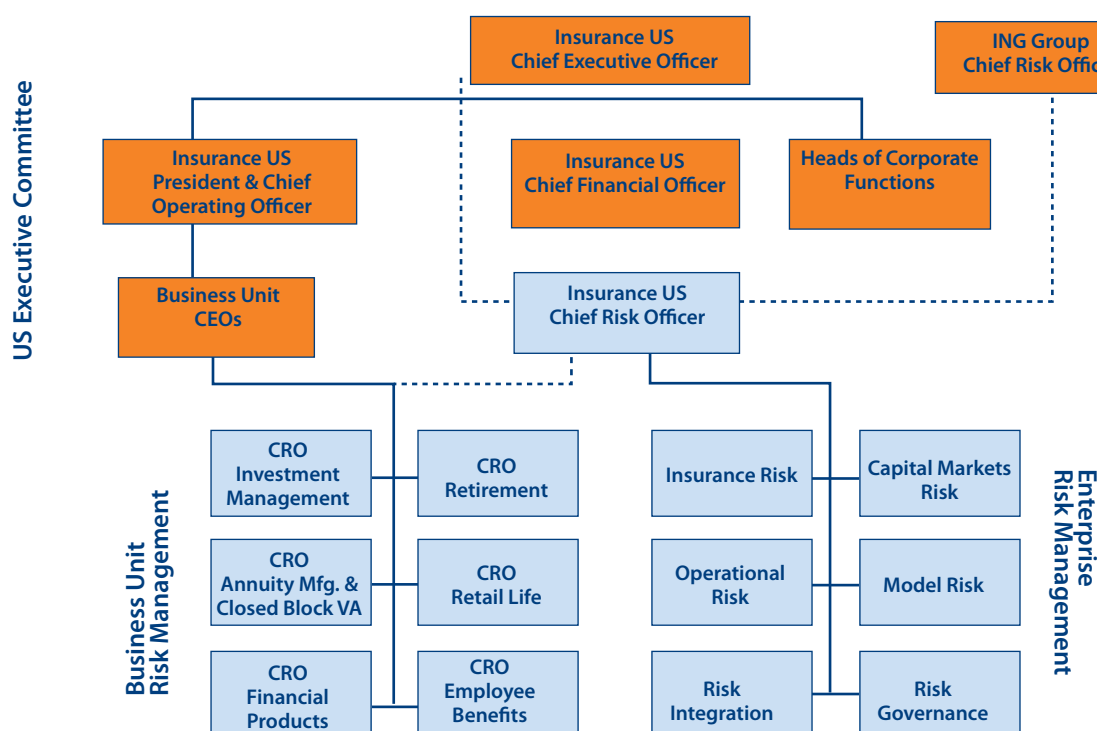 Insurance US
Chief Executive Officer
ING Group
Chief Risk
US Executive Committee
Insurance US
President & Chief
Operating Officer
Insurance US
Chief Financial Officer
Heads of Corporate
Functions
Business Unit
CEOs
Insurance US
Chief Risk Officer
Business Unit
Risk Management
CRO
Investment
Management
CRO
Retirement
CRO
Annuity Mfg. &
Closed Block VA
CRO
Retail Life
CRO
Financial
Products
CRO
Employee
Benefits
Insurance Risk
Capital Markets
Risk
Operational
Risk
Model Risk
Risk
Integration
Risk
Governance
Enterprise
Risk Management